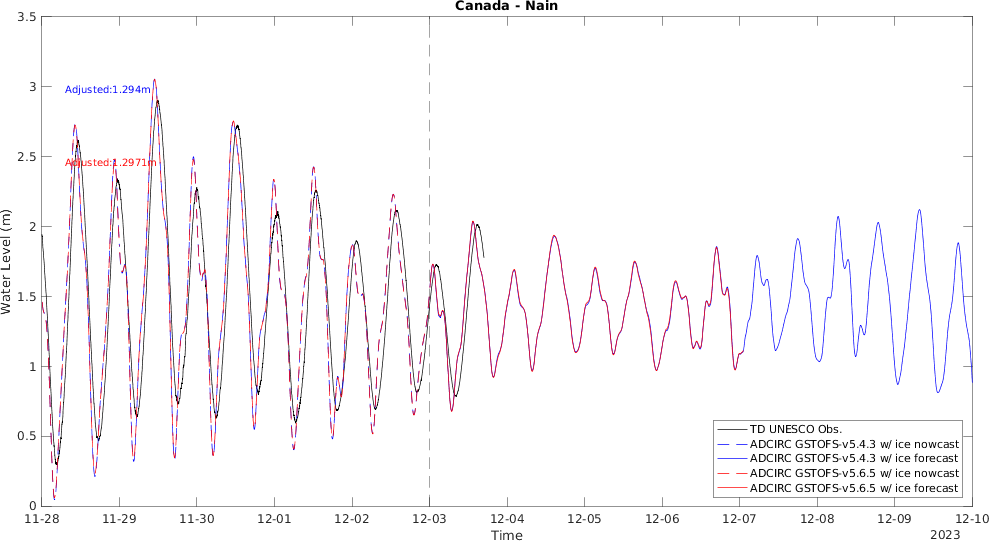 Canada - Nain
3.5
3
2.5
2
1.5
1
0.5
0
Water Level (m)
Adjusted:1.294m
Adjusted:1.2971m
TD UNESCO Obs.
ADCIRC GSTOFS-v5.4.3 w/ ice nowcast
ADCIRC GSTOFS-v5.4.3 w/ ice forecast
ADCIRC GSTOFS-v5.6.5 w/ ice nowcast
ADCIRC GSTOFS-v5.6.5 w/ ice forecast
11-28 11-29 11-30 12-01 12-02 12-03 12-04 12-05 12-06 12-07 12-08 12-09 12-10
Time
2023